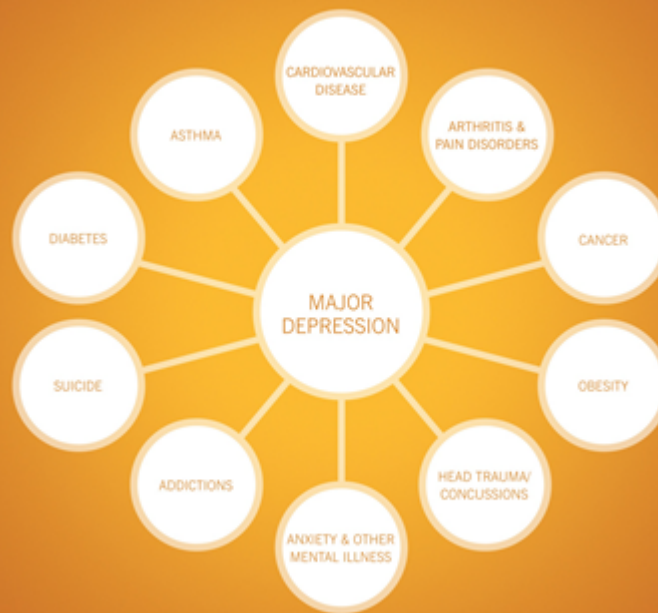 CARDIOVASCULAR
DISEASE
ARTHRITIS &
PAIN DISORDERS
ASTHMA
CANCER
DIABETES
MAJOR
DEPRESSION
SUICIDE
OBESITY
ADDICTIONS
HEAD TRAUMA/
CONCUSSIONS
ANXIETY & OTHER
MENTAL ILLNESS